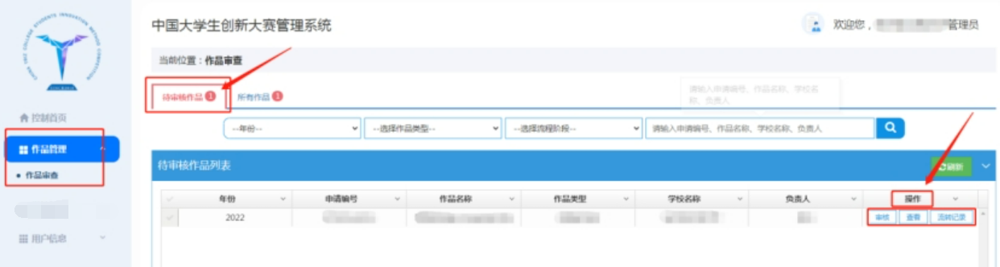 中国大学生创新大赛管理系统
欢迎您，
管理员
当前位置：作品审查
待审核作品 1
所有作品 1
请输入申请编号、作品名称、学校名称、负责人
控制首页
--年份--
--选择作品类型--
--选择流程阶段--
请输入申请编号、作品名称、学校名称、负责人
作品管理
作品审查
待审核作品列表
刷新
年份 申请编号 作品名称 作品类型 学校名称 负责人 操作
2022 审核 查看 流转记录
用户信息